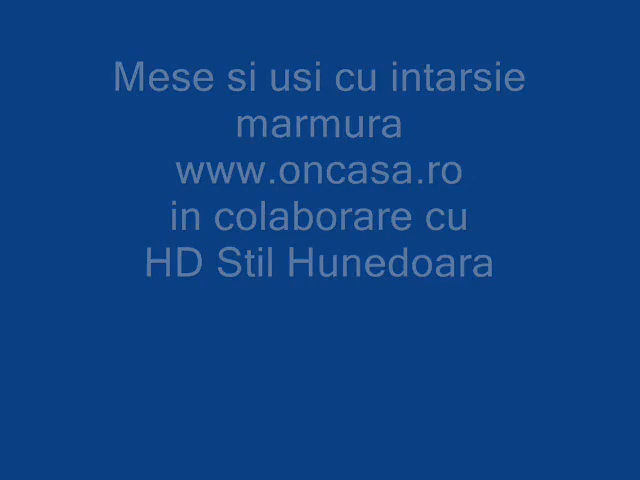 Mese si usi cu intarsie
marmura
www.oncasa.ro
in colaborare cu
HD Stil Hunedoara